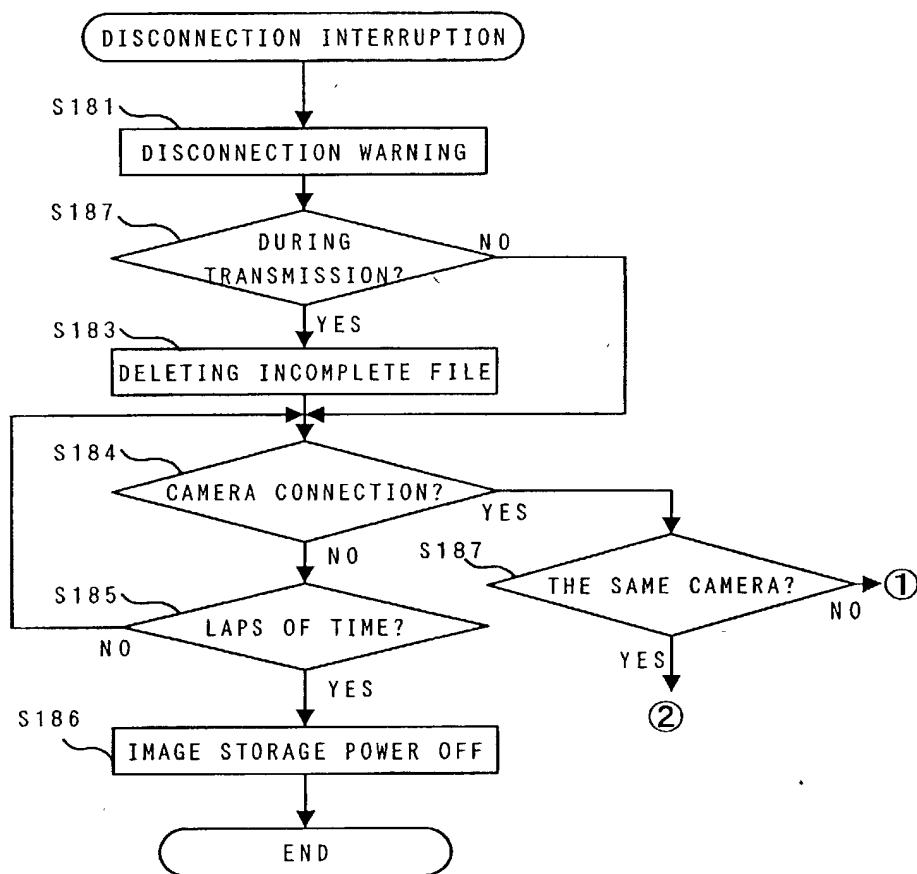 DISCONNECTION INTERRUPTION
S181
DISCONNECTION WARNING
S187
DURING
TRANSMISSION?
NO
YES
S183
DELETING INCOMPLETE FILE
S184
CAMERA CONNECTION?
YES
NO
S187
THE SAME CAMERA?
①
NO
YES
②
S185
LAPS OF TIME?
NO
YES
S186
IMAGE STORAGE POWER OFF
END